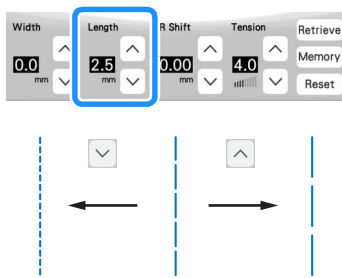 Width Length R Shift Tension Retrieve
Memory
0.0 2.5 0.00 4.0
mm mm mm
Reset